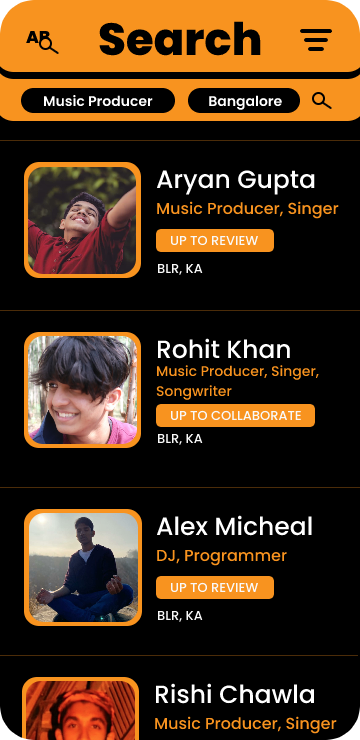 AR
Search
Music Producer
Bangalore
Aryan Gupta
Music Producer, Singer
UP TO REVIEW
BLR, KA
Rohit Khan
Music Producer, Singer,
Songwriter
UP TO COLLABORATE
BLR, KA
Alex Micheal
DJ, Programmer
UP TO REVIEW
BLR, KA
Rishi Chawla
Music Producer, Singer